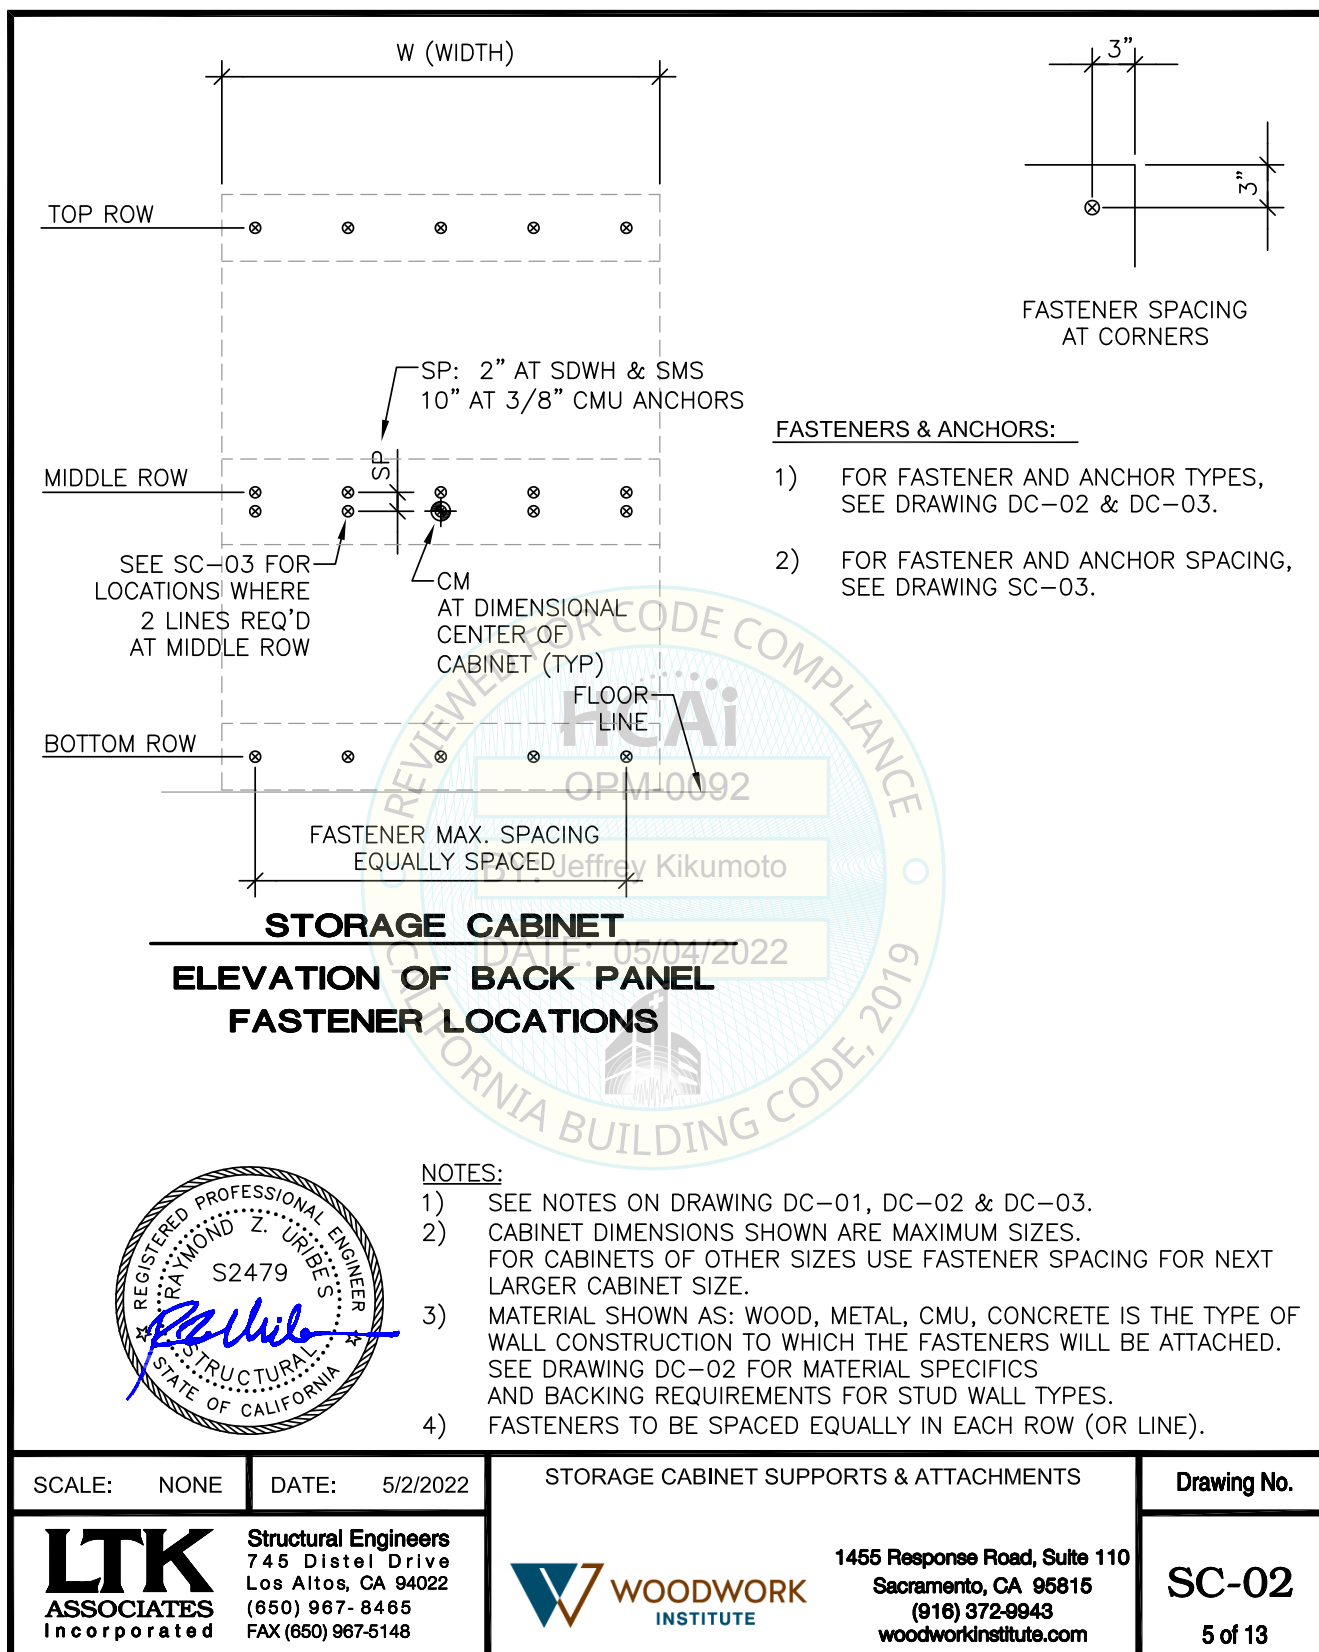 W (WIDTH)
3”
3”
TOP ROW
FASTENER SPACING
AT CORNERS
SP: 2” AT SDWH & SMS
10” AT 3/8” CMU ANCHORS
SP
MIDDLE ROW
FASTENERS & ANCHORS:
1) FOR FASTENER AND ANCHOR TYPES,
SEE DRAWING DC-02 & DC-03.
2) FOR FASTENER AND ANCHOR SPACING,
SEE DRAWING SC-03.
SEE SC-03 FOR
LOCATIONS WHERE
2 LINES REQ'D
AT MIDDLE ROW
CM
AT DIMENSIONAL
CENTER OF
CABINET (TYP)
FLOOR
LINE
BOTTOM ROW
FASTENER MAX. SPACING
EQUALLY SPACED
REVIEWED FOR CODE COMPLIANCE
HCAi
OPM-0092
BY: Jeffrey Kikumoto
DATE: 05/04/2022
CALIFORNIA BUILDING CODE, 2019
STORAGE CABINET
ELEVATION OF BACK PANEL
FASTENER LOCATIONS
REGISTERED PROFESSIONAL ENGINEER
RAYMOND Z. URIBE S
S2479
STRUCTURAL
STATE OF CALIFORNIA
NOTES:
1) SEE NOTES ON DRAWING DC-01, DC-02 & DC-03.
2) CABINET DIMENSIONS SHOWN ARE MAXIMUM SIZES.
FOR CABINETS OF OTHER SIZES USE FASTENER SPACING FOR NEXT
LARGER CABINET SIZE.
3) MATERIAL SHOWN AS: WOOD, METAL, CMU, CONCRETE IS THE TYPE OF
WALL CONSTRUCTION TO WHICH THE FASTENERS WILL BE ATTACHED.
SEE DRAWING DC-02 FOR MATERIAL SPECIFICS
AND BACKING REQUIREMENTS FOR STUD WALL TYPES.
4) FASTENERS TO BE SPACED EQUALLY IN EACH ROW (OR LINE).
SCALE: NONE
DATE: 5/2/2022
STORAGE CABINET SUPPORTS & ATTACHMENTS
Drawing No.
LTK
ASSOCIATES
Incorporated
Structural Engineers
745 Distel Drive
Los Altos, CA 94022
(650) 967-8465
FAX (650) 967-5148
WOODWORK
INSTITUTE
1455 Response Road, Suite 110
Sacramento, CA 95815
(916) 372-9943
woodworkinstitute.com
SC-02
5 of 13